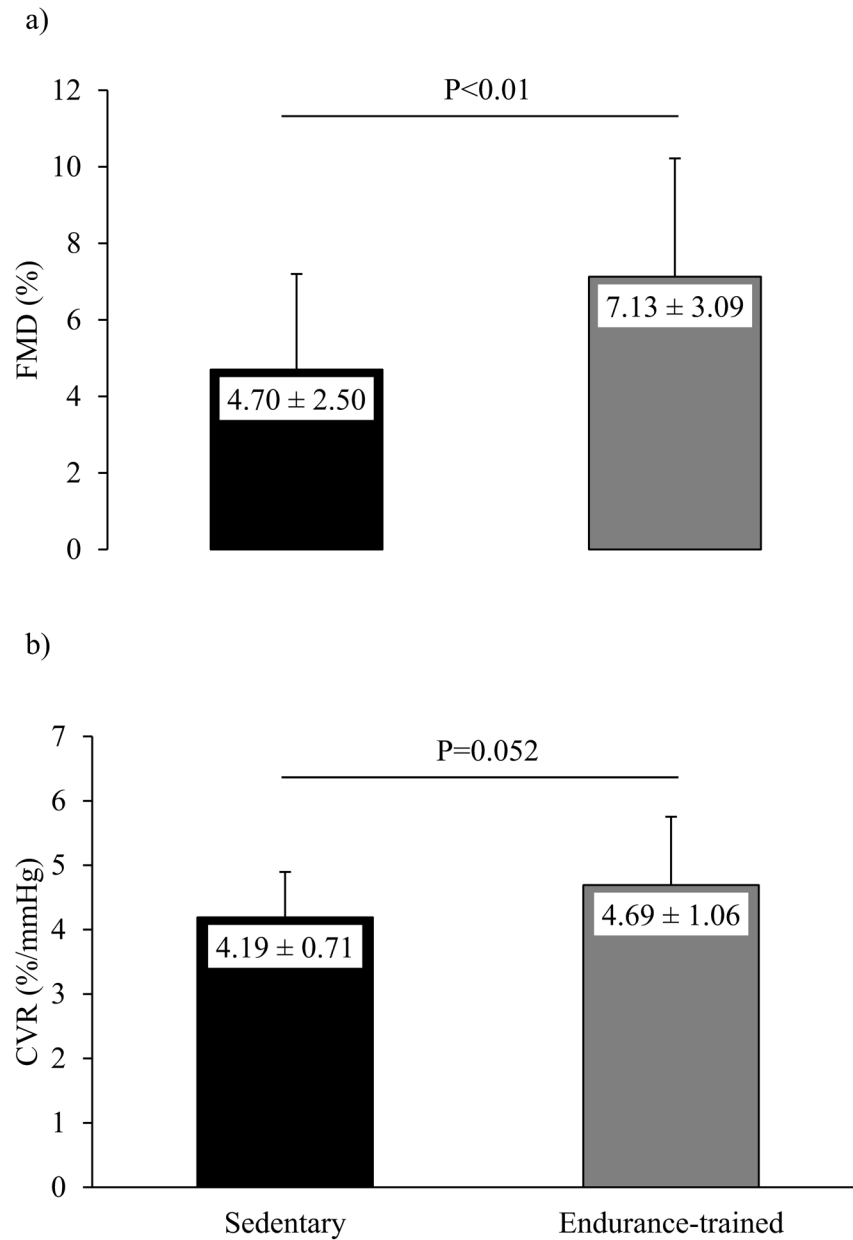 a)
P<0.01
12
10
8
6
4
2
0
FMD (%)
4.70 ± 2.50
7.13 ± 3.09
b)
P=0.052
7
6
5
4
3
2
1
0
CVR (%/mmHg)
4.19 ± 0.71
4.69 ± 1.06
Sedentary
Endurance-trained